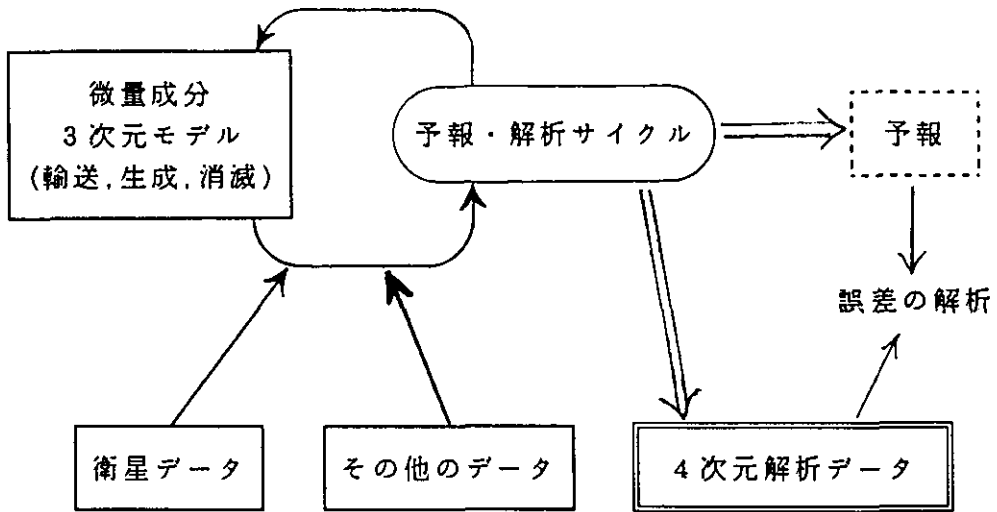 微量成分
3次元モデル
(輸送,生成,消滅)
予報・解析サイクル
予報
誤差の解析
衛星データ
その他のデータ
4次元解析データ